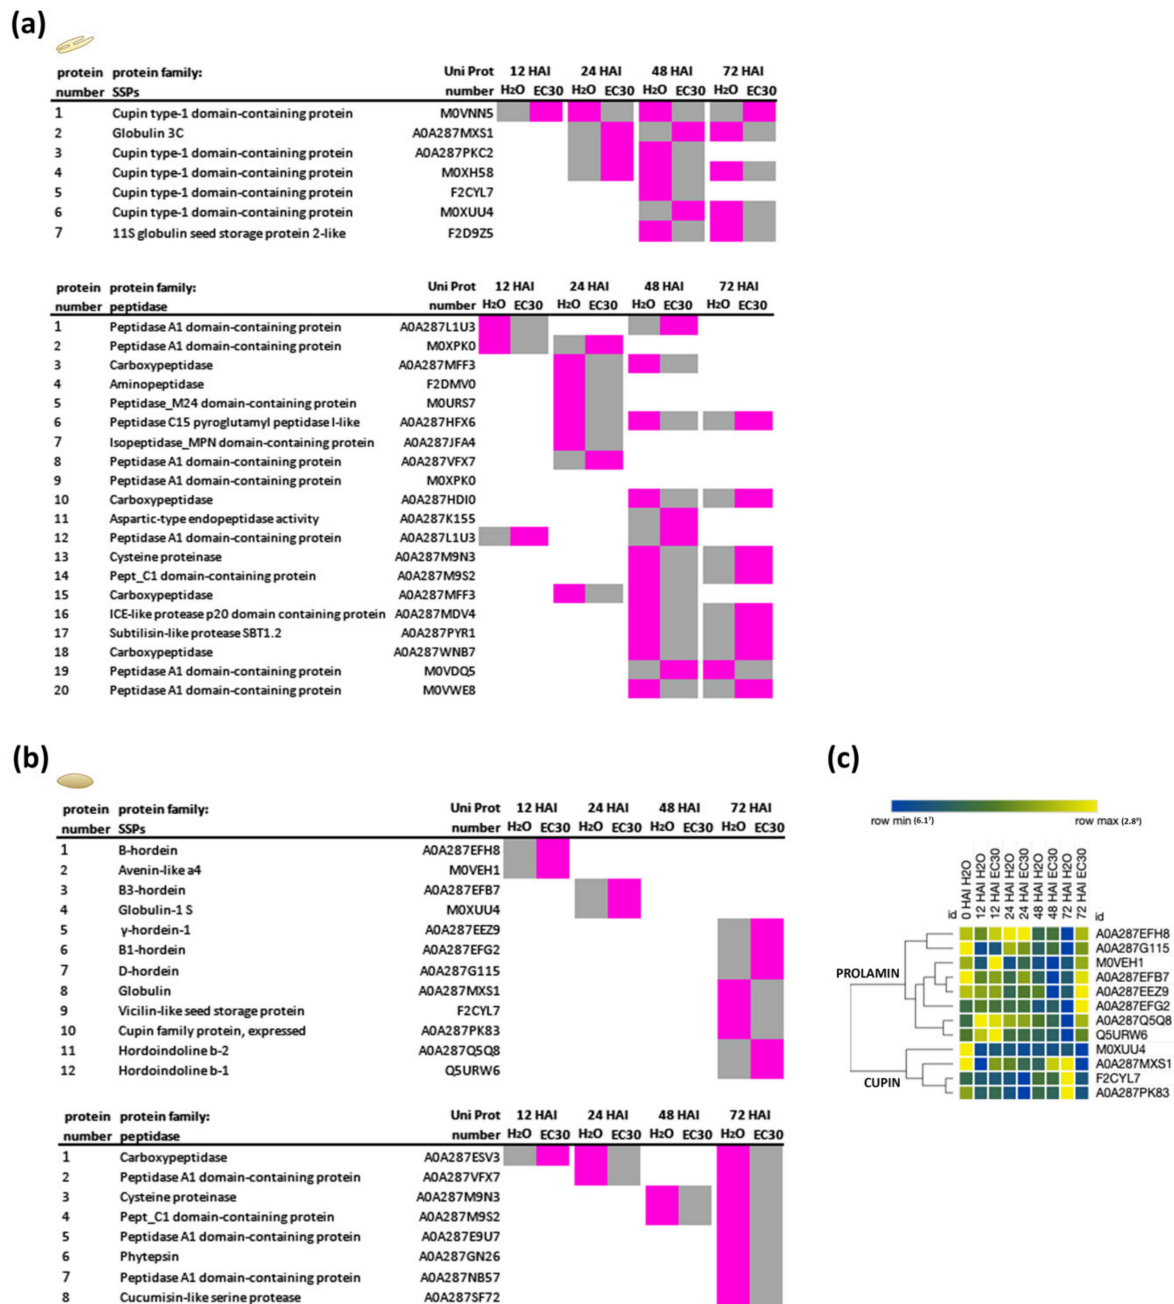 (a)
protein protein family: Uni Prot 12 HAI 24 HAI 48 HAI 72 HAI
number SSPs number H2O EC30 H2O EC30 H2O EC30 H2O EC30
1 Cupin type-1 domain-containing protein M0VNN5
2 Globulin 3C A0A287MXS1
3 Cupin type-1 domain-containing protein A0A287PKC2
4 Cupin type-1 domain-containing protein M0XH58
5 Cupin type-1 domain-containing protein F2CYL7
6 Cupin type-1 domain-containing protein M0XUU4
7 11S globulin seed storage protein 2-like F2D9Z5
protein protein family: Uni Prot 12 HAI 24 HAI 48 HAI 72 HAI
number peptidase number H2O EC30 H2O EC30 H2O EC30 H2O EC30
1 Peptidase A1 domain-containing protein A0A287L1U3
2 Peptidase A1 domain-containing protein M0XPK0
3 Carboxypeptidase A0A287MFF3
4 Aminopeptidase F2DMV0
5 Peptidase_M24 domain-containing protein M0URS7
6 Peptidase C15 pyroglutamyl peptidase I-like A0A287HFX6
7 Isopeptidase_MPN domain-containing protein A0A287JFA4
8 Peptidase A1 domain-containing protein A0A287VFX7
9 Peptidase A1 domain-containing protein M0XPK0
10 Carboxypeptidase A0A287HDI0
11 Aspartic-type endopeptidase activity A0A287K155
12 Peptidase A1 domain-containing protein A0A287L1U3
13 Cysteine proteinase A0A287M9N3
14 Pept_C1 domain-containing protein A0A287M9S2
15 Carboxypeptidase A0A287MFF3
16 ICE-like protease p20 domain containing protein A0A287MDV4
17 Subtilisin-like protease SBT1.2 A0A287PYR1
18 Carboxypeptidase A0A287WNB7
19 Peptidase A1 domain-containing protein M0VDQ5
20 Peptidase A1 domain-containing protein M0VWE8
(b)
protein protein family: Uni Prot 12 HAI 24 HAI 48 HAI 72 HAI
number SSPs number H2O EC30 H2O EC30 H2O EC30 H2O EC30
1 B-hordein A0A287EFH8
2 Avenin-like a4 M0VEH1
3 B3-hordein A0A287EFB7
4 Globulin-1 S M0XUU4
5 γ-hordein-1 A0A287EEZ9
6 B1-hordein A0A287EFG2
7 D-hordein A0A287G115
8 Globulin A0A287MXS1
9 Vicilin-like seed storage protein F2CYL7
10 Cupin family protein, expressed A0A287PK83
11 Hordoindoline b-2 A0A287Q5Q8
12 Hordoindoline b-1 Q5URW6
protein protein family: Uni Prot 12 HAI 24 HAI 48 HAI 72 HAI
number peptidase number H2O EC30 H2O EC30 H2O EC30 H2O EC30
1 Carboxypeptidase A0A287ESV3
2 Peptidase A1 domain-containing protein A0A287VFX7
3 Cysteine proteinase A0A287M9N3
4 Pept_C1 domain-containing protein A0A287M9S2
5 Peptidase A1 domain-containing protein A0A287E9U7
6 Phytepsin A0A287GN26
7 Peptidase A1 domain-containing protein A0A287NB57
8 Cucumisin-like serine protease A0A287SF72
(c)
row min (6.1⁷) row max (2.8⁹)
0 HAI H2O
12 HAI H2O
12 HAI EC30
24 HAI H2O
24 HAI EC30
48 HAI H2O
48 HAI EC30
72 HAI H2O
72 HAI EC30
id id
A0A287EFH8
A0A287G115
M0VEH1
PROLAMIN A0A287EFB7
A0A287EEZ9
A0A287EFG2
A0A287Q5Q8
Q5URW6
M0XUU4
A0A287MXS1
CUPIN F2CYL7
A0A287PK83